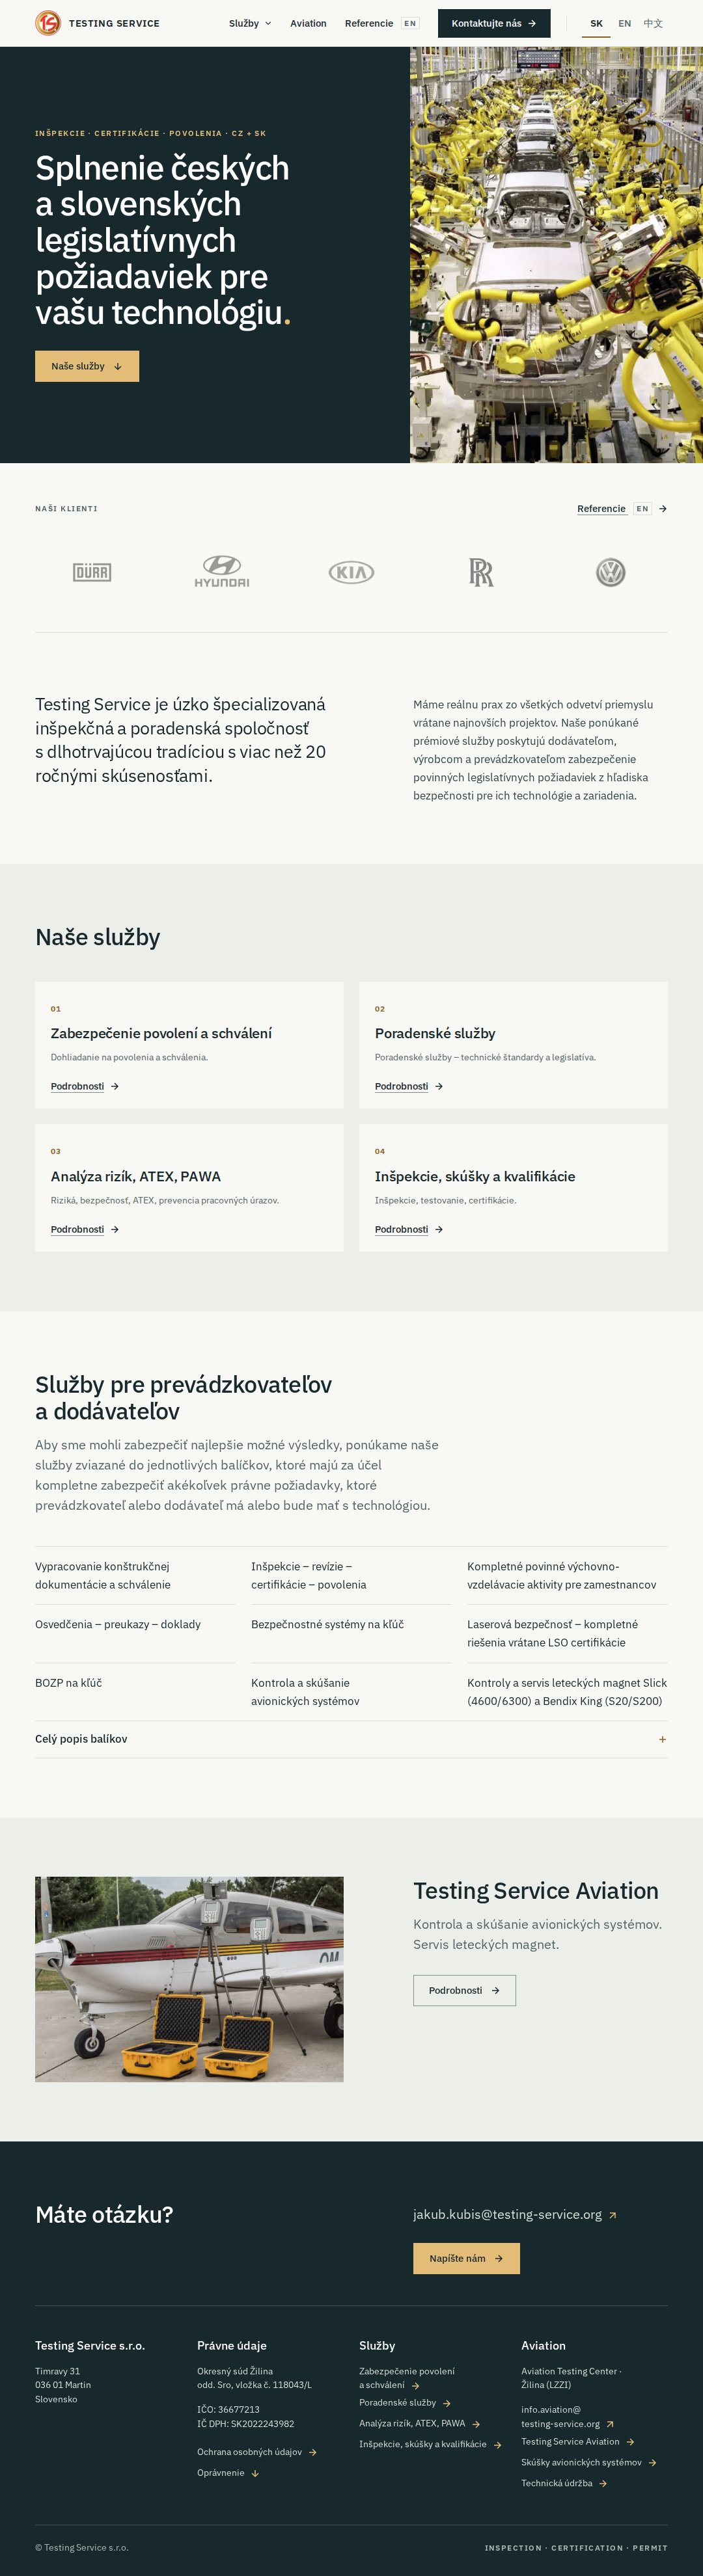 TESTING SERVICE
Služby
Aviation
Referencie EN
Kontaktujte nás →
SK EN 中文
INŠPEKCIE · CERTIFIKÁCIE · POVOLENIA · CZ + SK
Splnenie českých
a slovenských
legislatívnych
požiadaviek pre
vašu technológiu.
Naše služby ↓
NAŠI KLIENTI
Referencie EN →
DÜRR
HYUNDAI
KIA
RR
VW
Testing Service je úzko špecializovaná
inšpekčná a poradenská spoločnosť
s dlhotrvajúcou tradíciou s viac než 20
ročnými skúsenosťami.
Máme reálnu prax zo všetkých odvetví priemyslu
vrátane najnovších projektov. Naše ponúkané
prémiové služby poskytujú dodávateľom,
výrobcom a prevádzkovateľom zabezpečenie
povinných legislatívnych požiadaviek z hľadiska
bezpečnosti pre ich technológie a zariadenia.
Naše služby
01
Zabezpečenie povolení a schválení
Dohliadanie na povolenia a schválenia.
Podrobnosti →
02
Poradenské služby
Poradenské služby – technické štandardy a legislatíva.
Podrobnosti →
03
Analýza rizík, ATEX, PAWA
Riziká, bezpečnosť, ATEX, prevencia pracovných úrazov.
Podrobnosti →
04
Inšpekcie, skúšky a kvalifikácie
Inšpekcie, testovanie, certifikácie.
Podrobnosti →
Služby pre prevádzkovateľov
a dodávateľov
Aby sme mohli zabezpečiť najlepšie možné výsledky, ponúkame naše
služby zviazané do jednotlivých balíčkov, ktoré majú za účel
kompletne zabezpečiť akékoľvek právne požiadavky, ktoré
prevádzkovateľ alebo dodávateľ má alebo bude mať s technológiou.
Vypracovanie konštrukčnej
dokumentácie a schválenie
Inšpekcie – revízie –
certifikácie – povolenia
Kompletné povinné výchovno-
vzdelávacie aktivity pre zamestnancov
Osvedčenia – preukazy – doklady
Bezpečnostné systémy na kľúč
Laserová bezpečnosť – kompletné
riešenia vrátane LSO certifikácie
BOZP na kľúč
Kontrola a skúšanie
avionických systémov
Kontroly a servis leteckých magnet Slick
(4600/6300) a Bendix King (S20/S200)
Celý popis balíkov +
Testing Service Aviation
Kontrola a skúšanie avionických systémov.
Servis leteckých magnet.
Podrobnosti →
Máte otázku?
jakub.kubis@testing-service.org ↗
Napíšte nám →
Testing Service s.r.o.
Timravy 31
036 01 Martin
Slovensko
Právne údaje
Okresný súd Žilina
odd. Sro, vložka č. 118043/L
IČO: 36677213
IČ DPH: SK2022243982
Ochrana osobných údajov →
Oprávnenie ↓
Služby
Zabezpečenie povolení
a schválení →
Poradenské služby →
Analýza rizík, ATEX, PAWA →
Inšpekcie, skúšky a kvalifikácie →
Aviation
Aviation Testing Center ·
Žilina (LZZI)
info.aviation@
testing-service.org ↗
Testing Service Aviation →
Skúšky avionických systémov →
Technická údržba →
© Testing Service s.r.o.
INSPECTION · CERTIFICATION · PERMIT